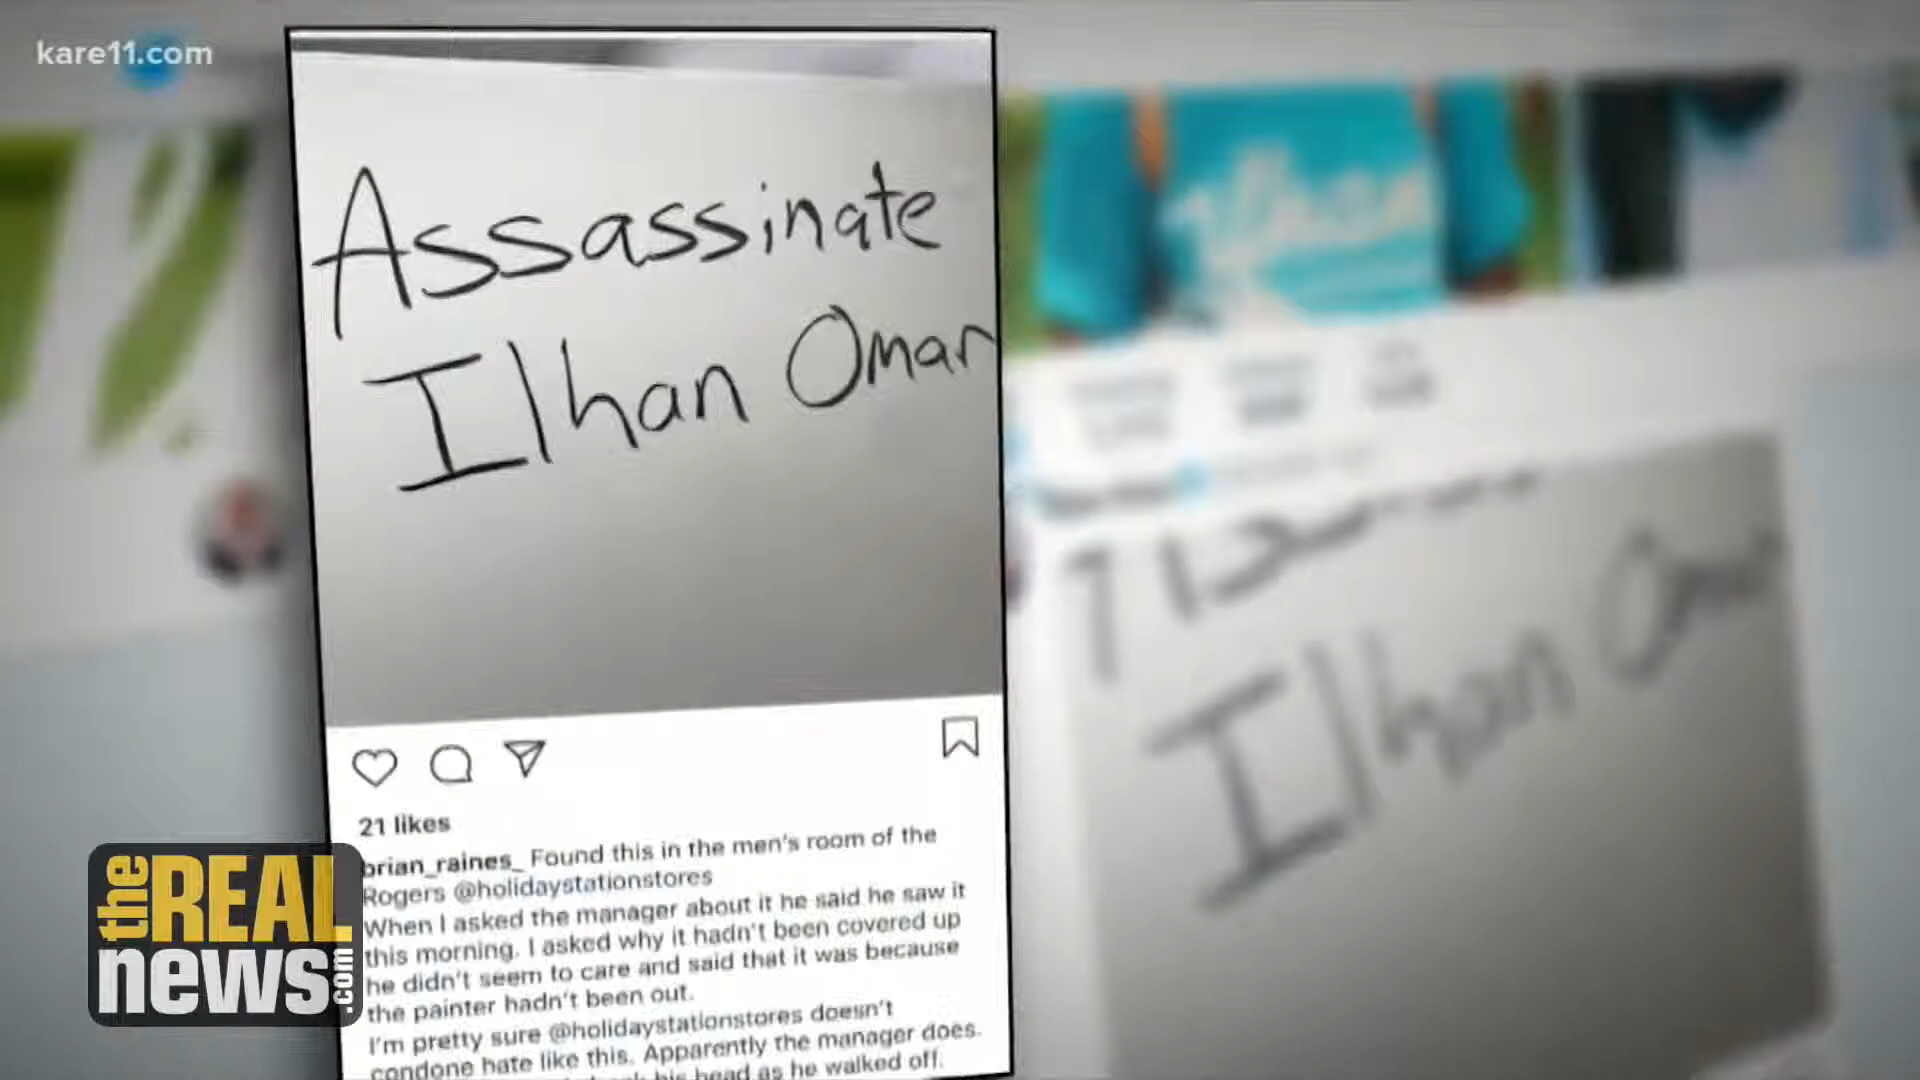 kare11.com
Assassinate
Ilhan Omar
21 likes
brian_raines_ Found this in the men's room of the
Rogers @holidaystationstores
When I asked the manager about it he said he saw it
this morning. I asked why it hadn't been covered up
he didn't seem to care and said that it was because
the painter hadn't been out.
I'm pretty sure @holidaystationstores doesn't
condone hate like this. Apparently the manager does.
his head as he walked off.
the REAL
news.com
Ilhan
Ilhan